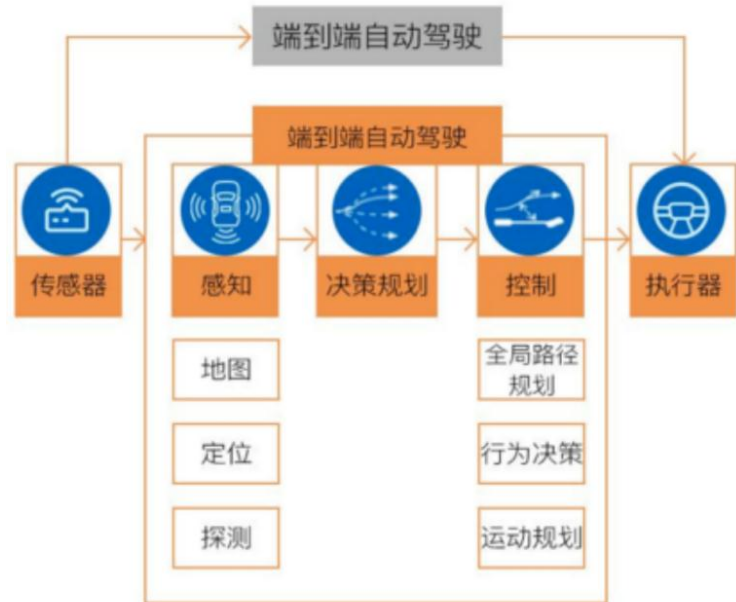 端到端自动驾驶
端到端自动驾驶
传感器
感知
决策规划
控制
执行器
地图
全局路径
规划
定位
行为决策
探测
运动规划